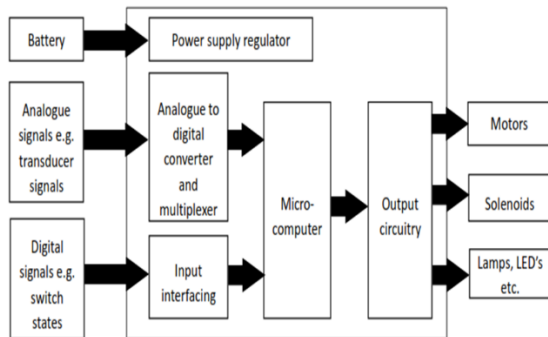 Battery
Power supply regulator
Analogue
signals e.g.
transducer
signals
Analogue to
digital
converter
and
multiplexer
Micro-
computer
Output
circuitry
Motors
Solenoids
Lamps, LED's
etc.
Digital
signals e.g.
switch
states
Input
interfacing